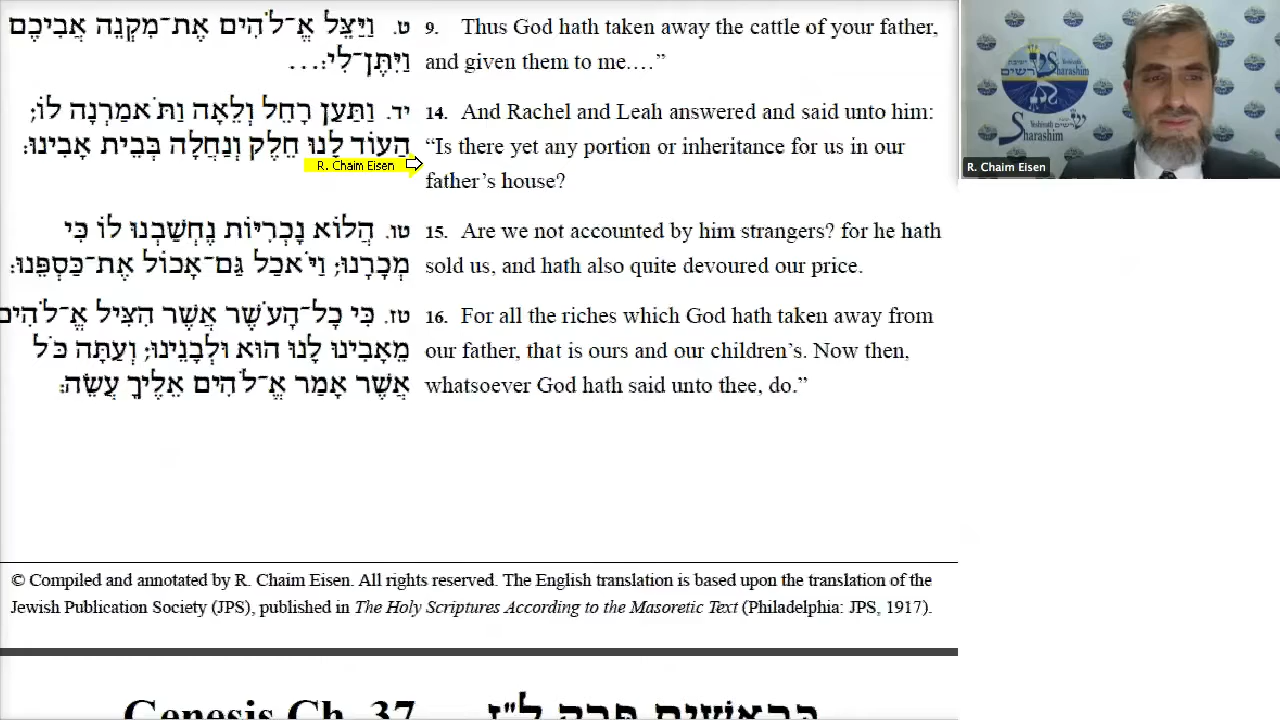 ט. וַיַּצֵּל אֱ־לֹהִים אֶת־מִקְנֵה אֲבִיכֶם
וַיִּתֶּן־לִי:...
9. Thus God hath taken away the cattle of your father,
and given them to me....”
יד. וַתַּעַן רָחֵל וְלֵאָה וַתֹּאמַרְנָה לוֹ;
הַעוֹד לָנוּ חֵלֶק וְנַחֲלָה בְּבֵית אָבִינוּ:
R. Chaim Eisen
14. And Rachel and Leah answered and said unto him:
“Is there yet any portion or inheritance for us in our
father’s house?
טו. הֲלוֹא נָכְרִיּוֹת נֶחְשַׁבְנוּ לוֹ כִּי
מְכָרָנוּ; וַיֹּאכַל גַּם־אָכוֹל אֶת־כַּסְפֵּנוּ:
15. Are we not accounted by him strangers? for he hath
sold us, and hath also quite devoured our price.
טז. כִּי כָל־הָעֹשֶׁר אֲשֶׁר הִצִּיל אֱ־לֹהִים
מֵאָבִינוּ לָנוּ הוּא וּלְבָנֵינוּ; וְעַתָּה כֹּל
אֲשֶׁר אָמַר אֱ־לֹהִים אֵלֶיךָ עֲשֵׂה:
16. For all the riches which God hath taken away from
our father, that is ours and our children’s. Now then,
whatsoever God hath said unto thee, do.”
© Compiled and annotated by R. Chaim Eisen. All rights reserved. The English translation is based upon the translation of the
Jewish Publication Society (JPS), published in The Holy Scriptures According to the Masoretic Text (Philadelphia: JPS, 1917).
Genesis Ch. 37
בְּרֵאשִׁית פֶּרֶק ל"ז
ישיבת
שרשים
Yeshivath
Sharashim
Yeshivath שרשים
Sharashim
R. Chaim Eisen